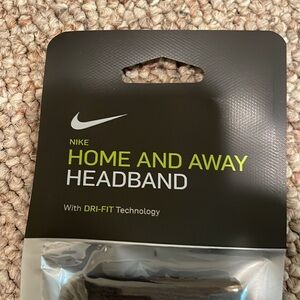 NIKE
HOME AND AWAY
HEADBAND
With DRI-FIT Technology